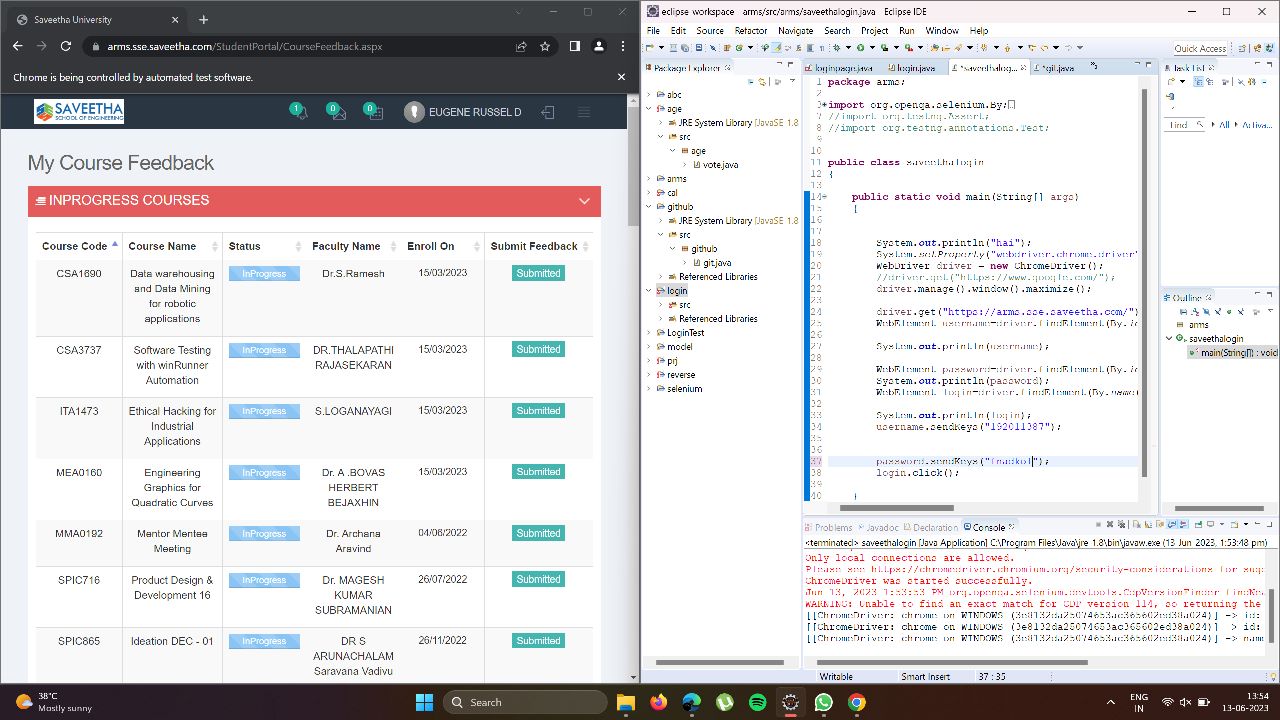 Saveetha University
arms.sse.saveetha.com/StudentPortal/CourseFeedback.aspx
Chrome is being controlled by automated test software.
SAVEETHA
SCHOOL OF ENGINEERING
1
0
0
EUGENE RUSSEL D
My Course Feedback
INPROGRESS COURSES
Course Code Course Name Status Faculty Name Enroll On Submit Feedback
CSA1690 Data warehousing and Data Mining for robotic applications InProgress Dr.S.Ramesh 15/03/2023 Submitted
CSA3737 Software Testing with winRunner Automation InProgress DR.THALAPATHI RAJASEKARAN 15/03/2023 Submitted
ITA1473 Ethical Hacking for Industrial Applications InProgress S.LOGANAYAGI 15/03/2023 Submitted
MEA0160 Engineering Graphics for Quadratic Curves InProgress Dr. A .BOVAS HERBERT BEJAXHIN 15/03/2023 Submitted
MMA0192 Mentor Mentee Meeting InProgress Dr. Archana Aravind 04/06/2022 Submitted
SPIC716 Product Design & Development 16 InProgress Dr. MAGESH KUMAR SUBRAMANIAN 26/07/2022 Submitted
SPIC865 Ideation DEC - 01 InProgress DR S ARUNACHALAM Saravana Vadivu 26/11/2022 Submitted
eclipse-workspace - arms/src/arms/saveethalogin.java - Eclipse IDE
File Edit Source Refactor Navigate Search Project Run Window Help
Quick Access
Package Explorer
abc
age
JRE System Library [JavaSE-1.8
src
age
vote.java
arms
cal
github
JRE System Library [JavaSE-1.8
src
github
git.java
Referenced Libraries
login
src
Referenced Libraries
LoginTest
model
prj
reverse
selenium
loginpage.java login.java *saveethalog... *git.java
1 package arms;
2
3 import org.openqa.selenium.By;
7 //import org.testng.Assert;
8 //import org.testng.annotations.Test;
9
10
11 public class saveethalogin
12 {
13
14 public static void main(String[] args)
15 {
16
17
18 System.out.println("hai");
19 System.setProperty("webdriver.chrome.driver"
20 WebDriver driver = new ChromeDriver();
21 //driver.get("https://www.google.com/");
22 driver.manage().window().maximize();
23
24 driver.get("https://arms.sse.saveetha.com/")
25 WebElement username=driver.findElement(By.
26
27 System.out.println(username);
28
29 WebElement password=driver.findElement(By.
30 System.out.println(password);
31 WebElement login=driver.findElement(By.
32
33 System.out.println(login);
34 username.sendKeys("192011387");
35
36
37 password.sendKeys(
38 login.click();
39
40 }
Task List
Find All Activa...
Outline
arms
saveethalogin
main(String[]) : void
Problems Javadoc Declaration Console
<terminated> saveethalogin [Java Application] C:\Program Files\Java\jre-1.8\bin\javaw.exe (13 Jun 2023, 1:53:48 pm)
Only local connections are allowed.
Please see https://chromedriver.chromium.org/security-considerations for
ChromeDriver was started successfully.
Jun 13, 2023 1:53:53 PM org.openqa.selenium.devtools.CdpVersionFinder
WARNING: Unable to find an exact match for CDP version 114, so returning the
[[ChromeDriver: chrome on WINDOWS
[[ChromeDriver: chrome on WINDOWS
[[ChromeDriver: chrome on WINDOWS
Writable Smart Insert 37 : 35
38°C
Mostly sunny
Search
ENG
IN
13:54
13-06-2023